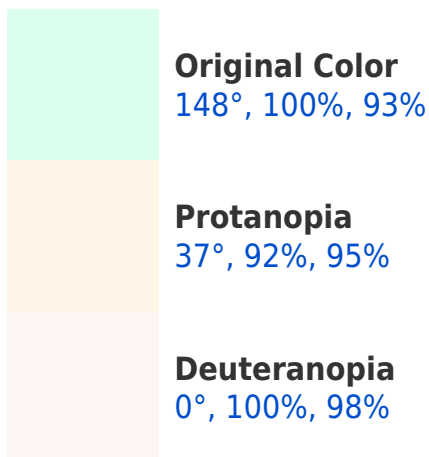 Original Color
148°, 100%, 93%
Protanopia
37°, 92%, 95%
Deuteranopia
0°, 100%, 98%